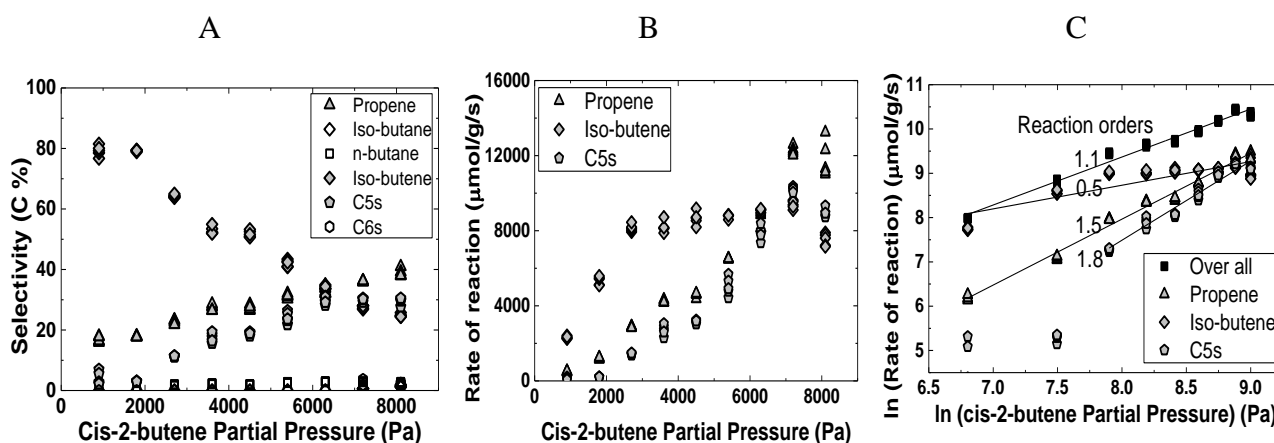 A
B
C
100
80
60
40
20
0
Selectivity (C %)
Propene
Iso-butane
n-butane
Iso-butene
C5s
C6s
0 2000 4000 6000 8000
Cis-2-butene Partial Pressure (Pa)
16000
12000
8000
4000
0
Rate of reaction (μmol/g/s)
Propene
Iso-butene
C5s
0 2000 4000 6000 8000
Cis-2-butene Partial Pressure (Pa)
11
10
9
8
7
6
5
ln (Rate of reaction) (μmol/g/s)
Reaction orders
1.1
0.5
1.5
1.8
Over all
Propene
Iso-butene
C5s
6.5 7.0 7.5 8.0 8.5 9.0
ln (cis-2-butene Partial Pressure) (Pa)